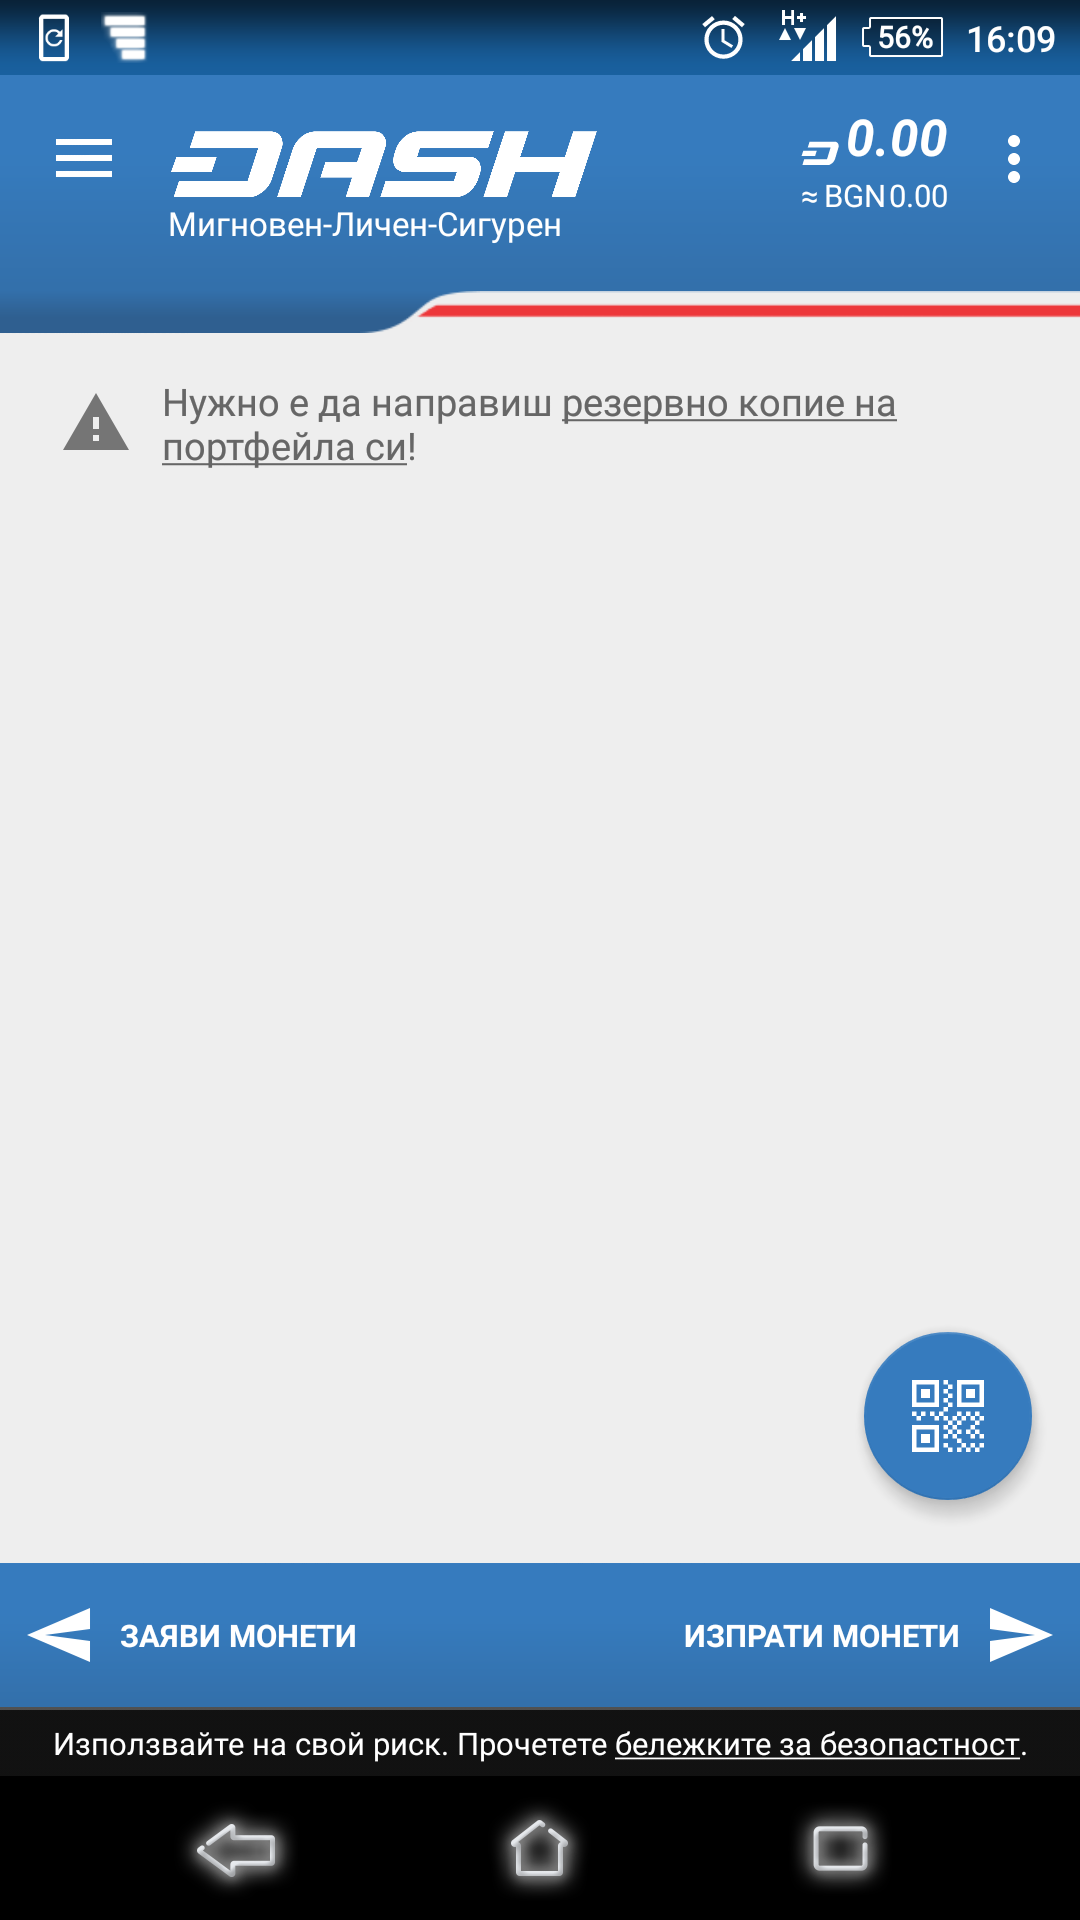 H+
56%
16:09
DASH
0.00
Мигновен-Личен-Сигурен
≈ BGN 0.00
Нужно е да направиш резервно копие на
портфейла си!
ЗАЯВИ МОНЕТИ
ИЗПРАТИ МОНЕТИ
Използвайте на свой риск. Прочетете бележките за безопастност.